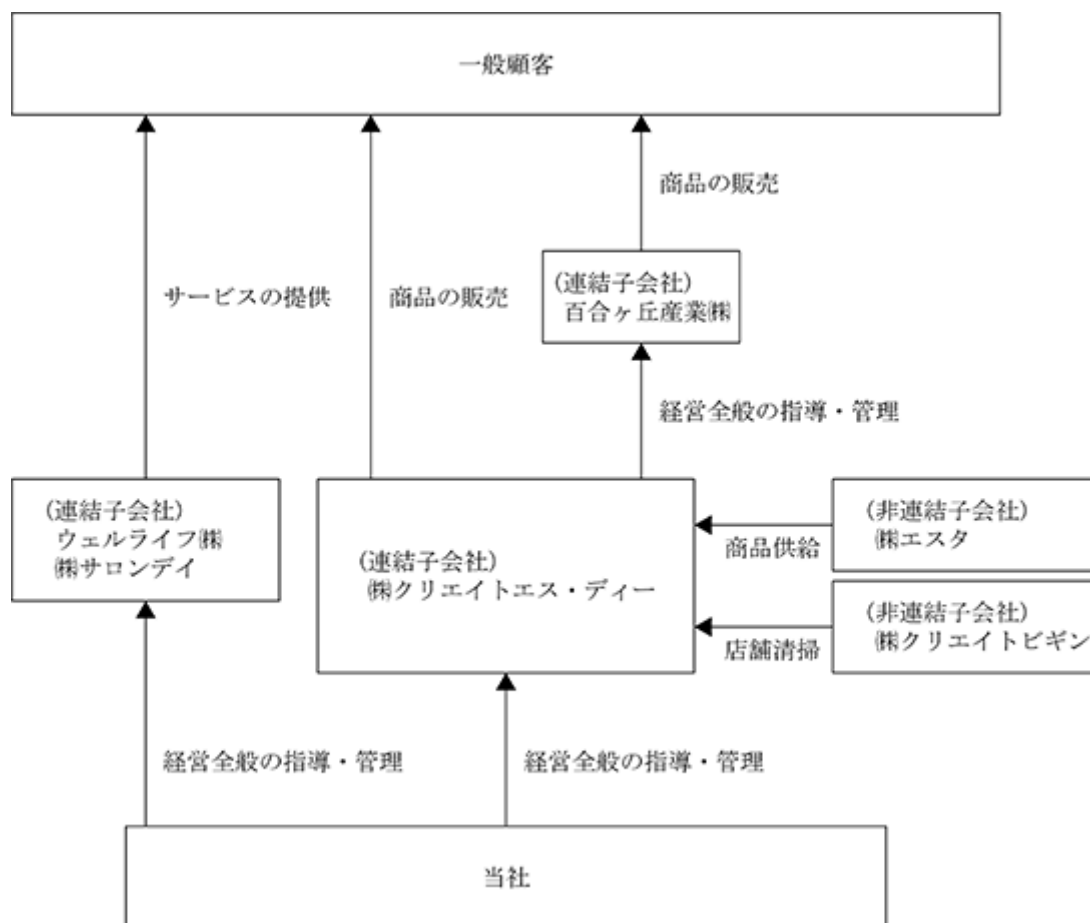 一般顧客
商品の販売
(連結子会社)
百合ヶ丘産業㈱
サービスの提供
商品の販売
経営全般の指導・管理
(連結子会社)
ウェルライフ㈱
㈱サロンデイ
(連結子会社)
㈱クリエイトエス・ディー
(非連結子会社)
㈱エスタ
商品供給
(非連結子会社)
㈱クリエイトビギン
店舗清掃
経営全般の指導・管理
経営全般の指導・管理
当社